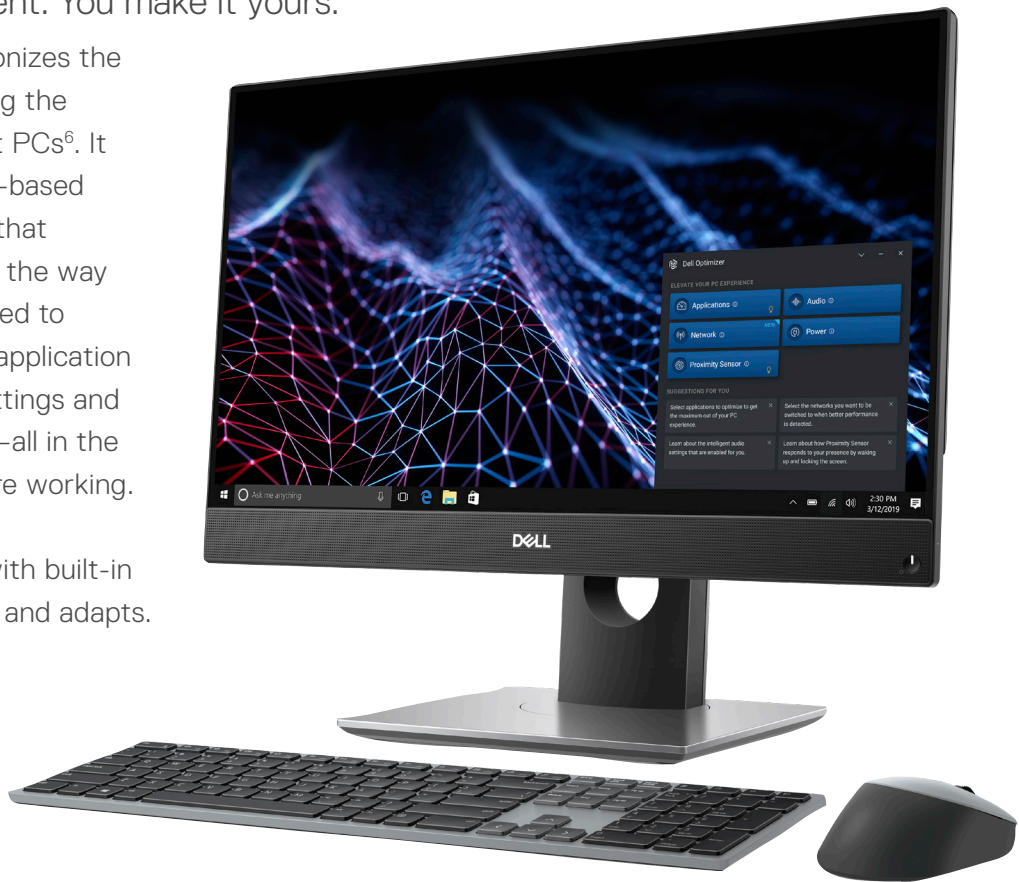 ent. You make it yours.
onizes the
g the
t PCs⁶. It
-based
that
the way
ed to
application
ttings and
–all in the
re working.
vith built-in
and adapts.
Dell Optimizer
ELEVATE YOUR PC EXPERIENCE
Applications
Audio
Network
NEW
Power
Proximity Sensor
SUGGESTIONS FOR YOU
Select applications to optimize to get
the maximum out of your PC
experience.
Select the networks you want to be
switched to when better performance
is detected.
Learn about the intelligent audio
settings that are enabled for you.
Learn about how Proximity Sensor
responds to your presence by waking
up and locking the screen.
Ask me anything
2:30 PM
3/12/2019
DELL